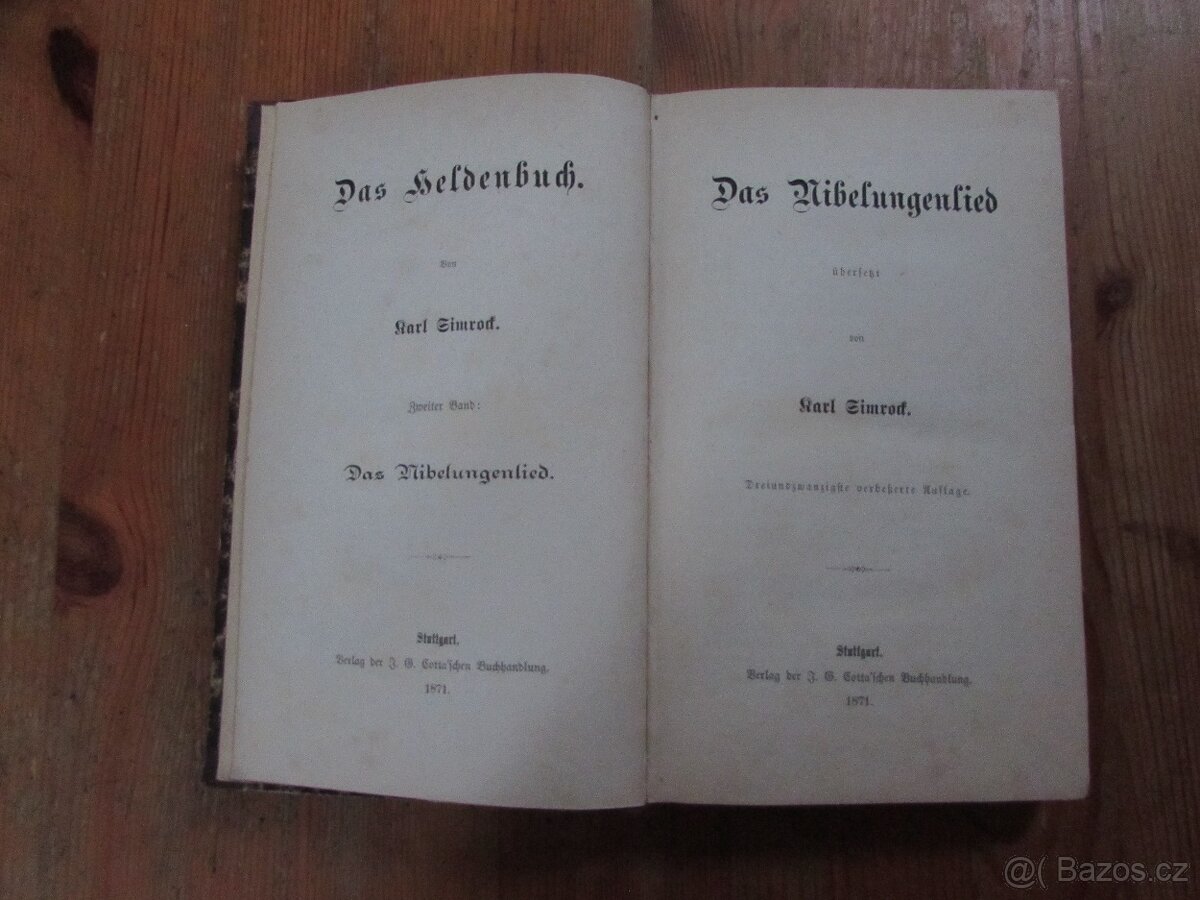 Das Heldenbuch.
Von
Karl Simrock.
Zweiter Band:
Das Nibelungenlied.
Stuttgart.
Verlag der J. G. Cotta'schen Buchhandlung.
1871.
Das Nibelungenlied
übersetzt
von
Karl Simrock.
Dreiundzwanzigste verbeßerte Auflage.
Stuttgart.
Verlag der J. G. Cotta'schen Buchhandlung.
1871.
@( Bazos.cz